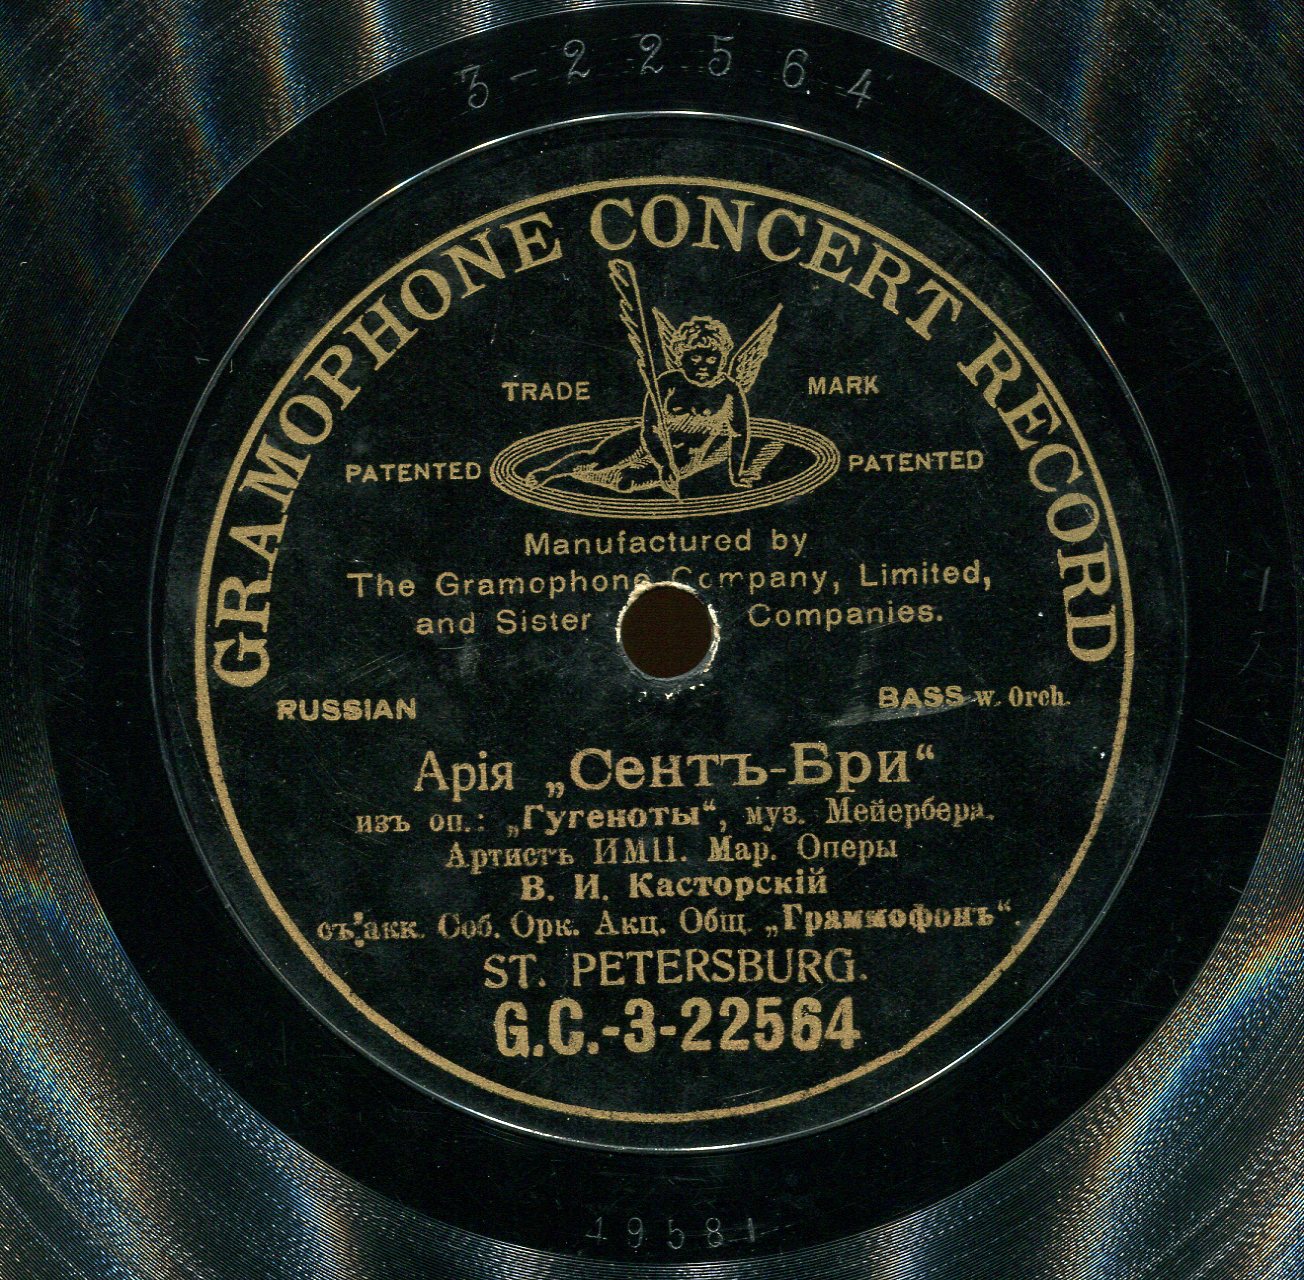 3-22564
GRAMOPHONE CONCERT RECORD
TRADE MARK
PATENTED PATENTED
Manufactured by
The Gramophone Company, Limited,
and Sister Companies.
RUSSIAN BASS w. Orch.
Арія „Сентъ-Бри“
изъ оп.: „Гугеноты“, муз. Мейербера.
Артистъ ИМП. Мар. Оперы
В. И. Касторскій
съ акк. Соб. Орк. Акц. Общ. „Граммофонъ“.
ST. PETERSBURG.
G.C.-3-22564
19581